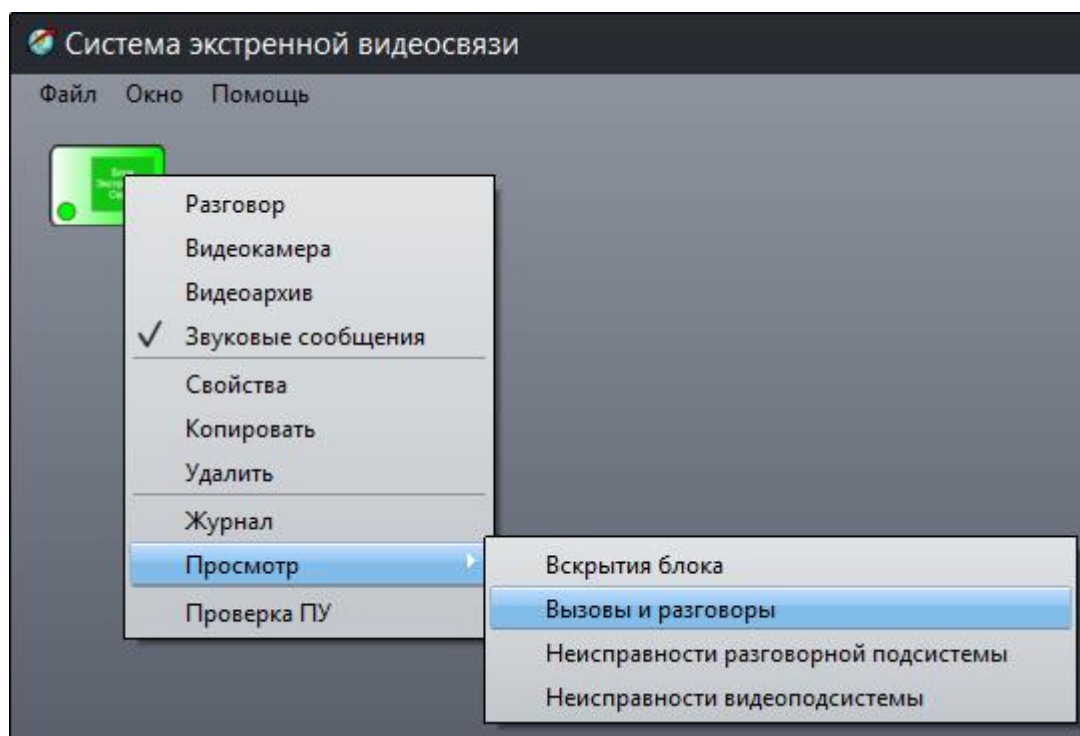 Система экстренной видеосвязи
Файл Окно Помощь
Разговор
Видеокамера
Видеоархив
Звуковые сообщения
Свойства
Копировать
Удалить
Журнал
Просмотр
Проверка ПУ
Вскрытия блока
Вызовы и разговоры
Неисправности разговорной подсистемы
Неисправности видеоподсистемы